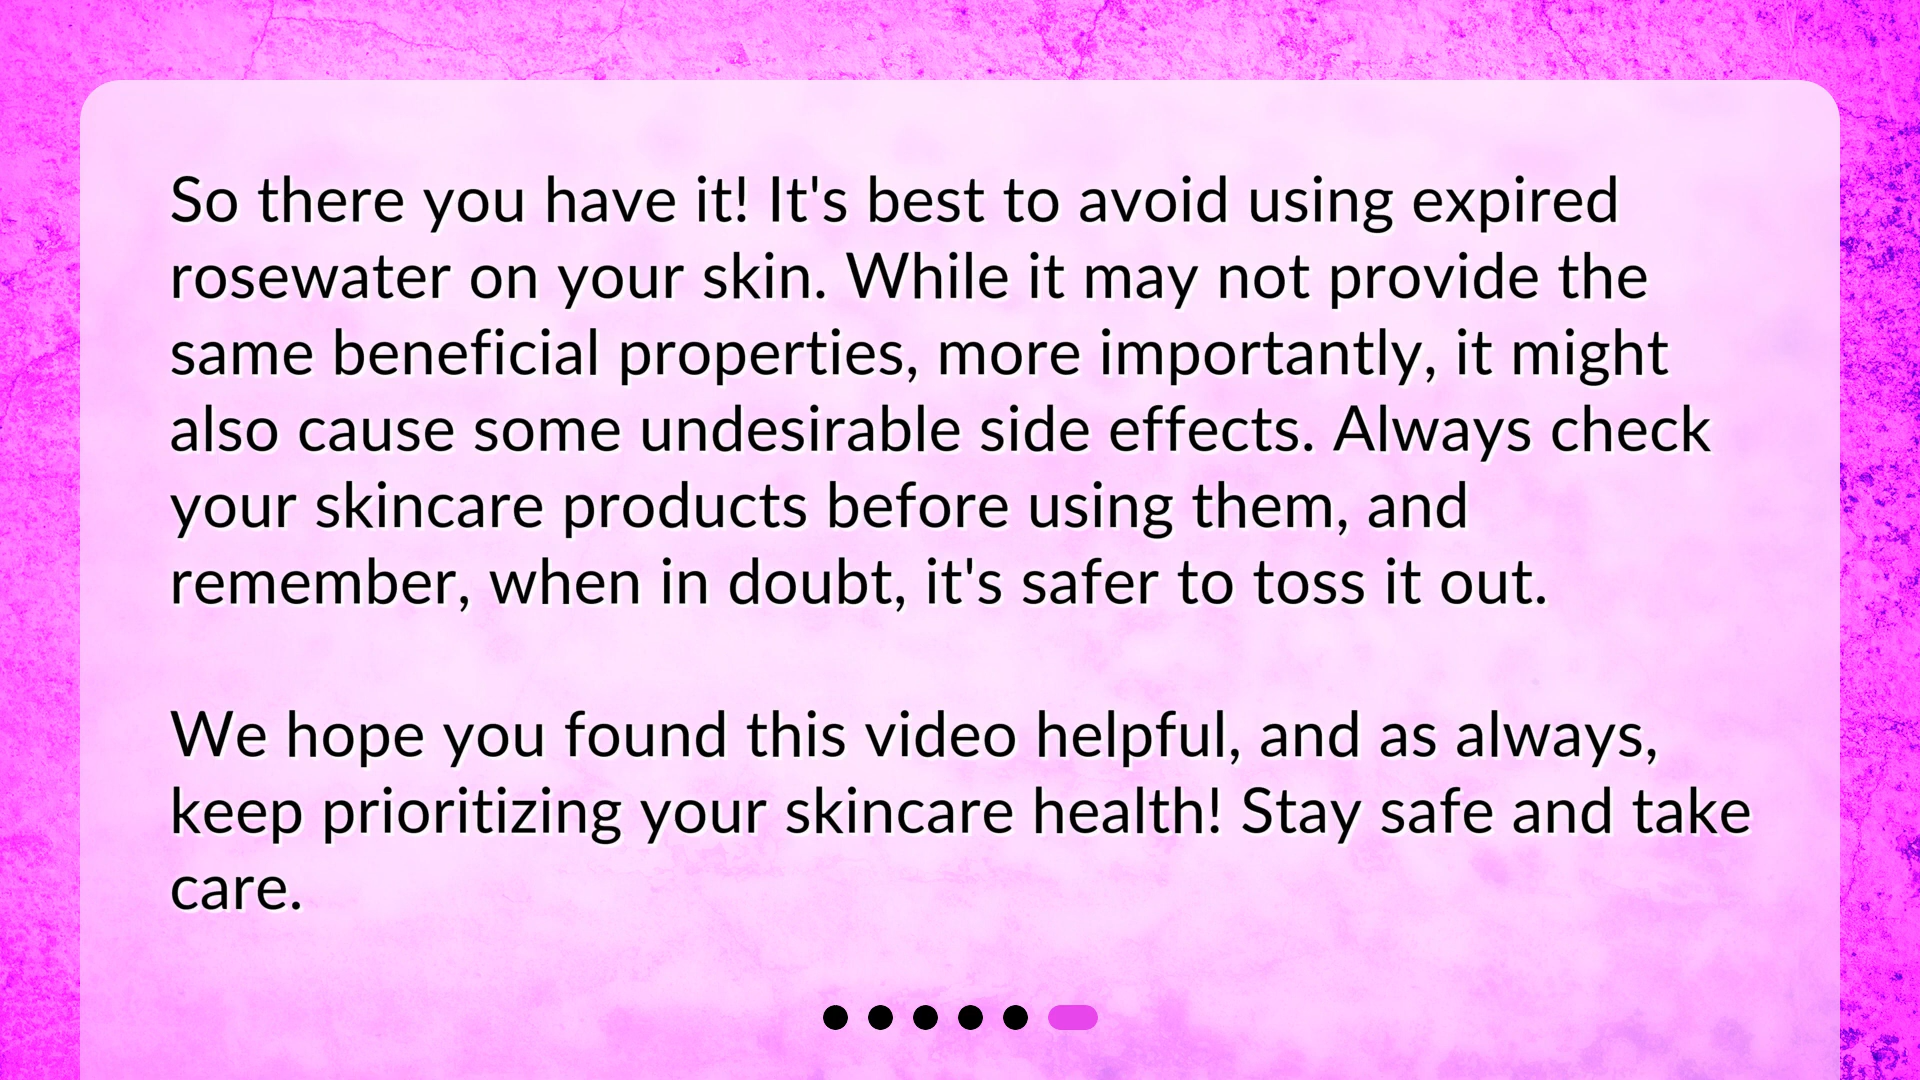 So there you have it! It's best to avoid using expired
rosewater on your skin. While it may not provide the
same beneficial properties, more importantly, it might
also cause some undesirable side effects. Always check
your skincare products before using them, and
remember, when in doubt, it's safer to toss it out.
We hope you found this video helpful, and as always,
keep prioritizing your skincare health! Stay safe and take
care.